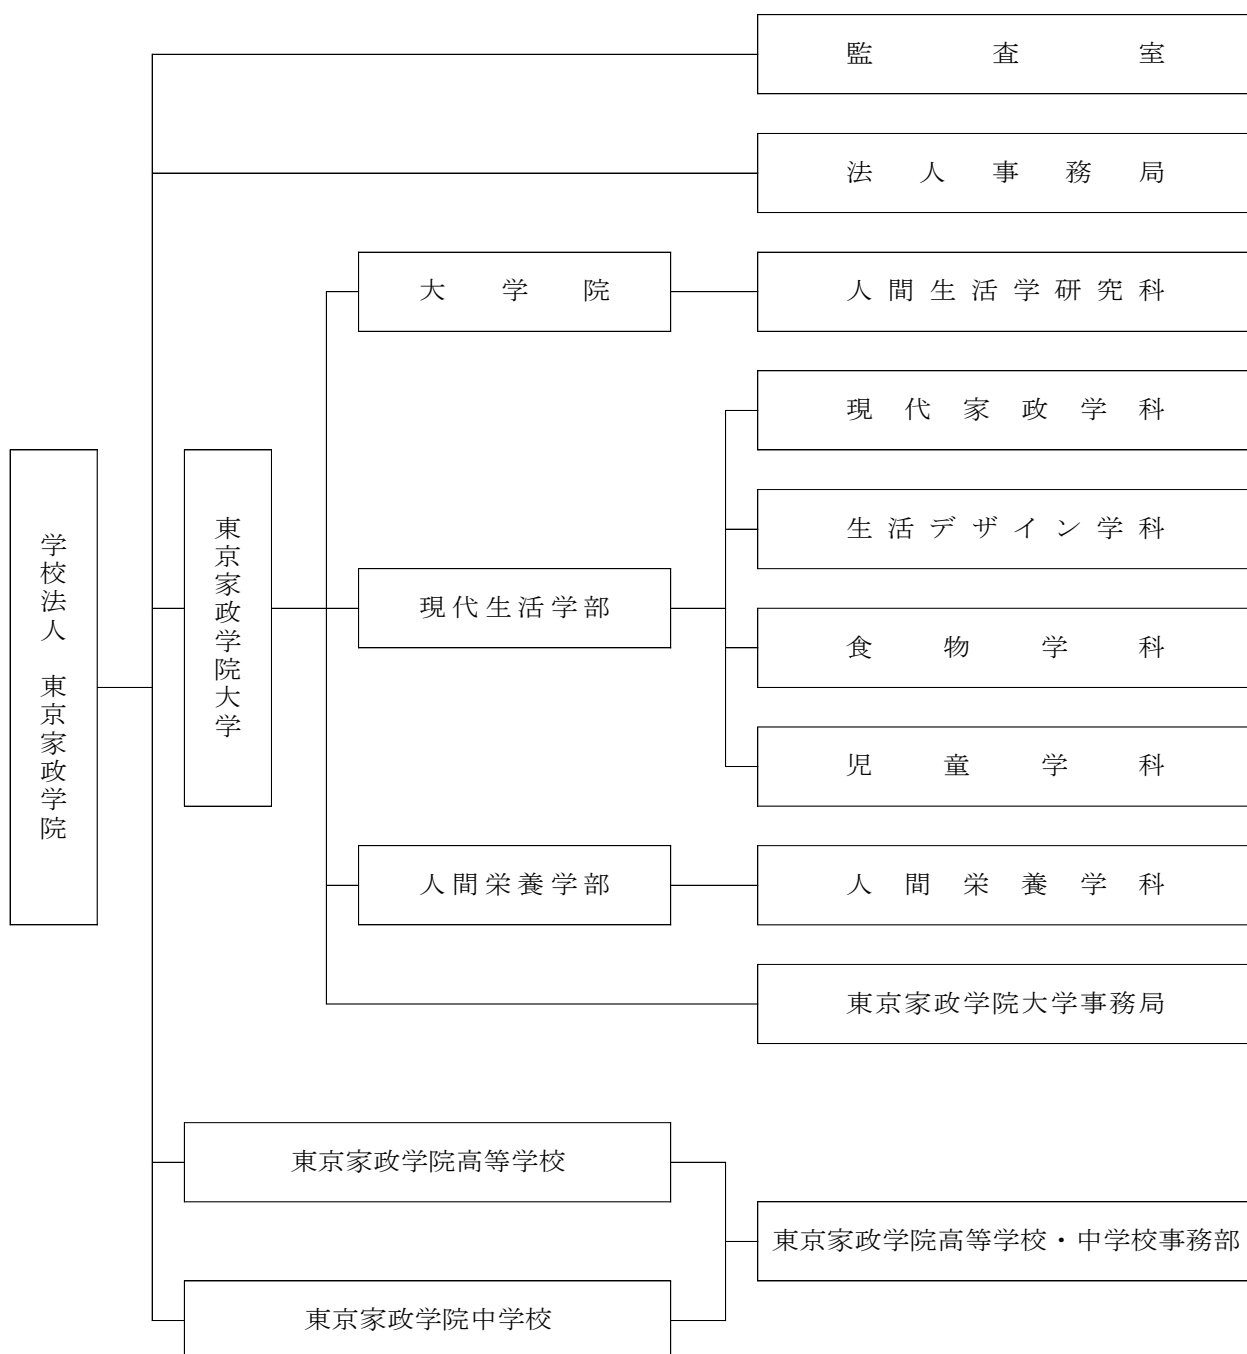 監査室
法人事務局
大学院
人間生活学研究科
現代家政学科
学校法人 東京家政学院
東京家政学院大学
生活デザイン学科
現代生活学部
食物学科
児童学科
人間栄養学部
人間栄養学科
東京家政学院大学事務局
東京家政学院高等学校
東京家政学院高等学校・中学校事務部
東京家政学院中学校